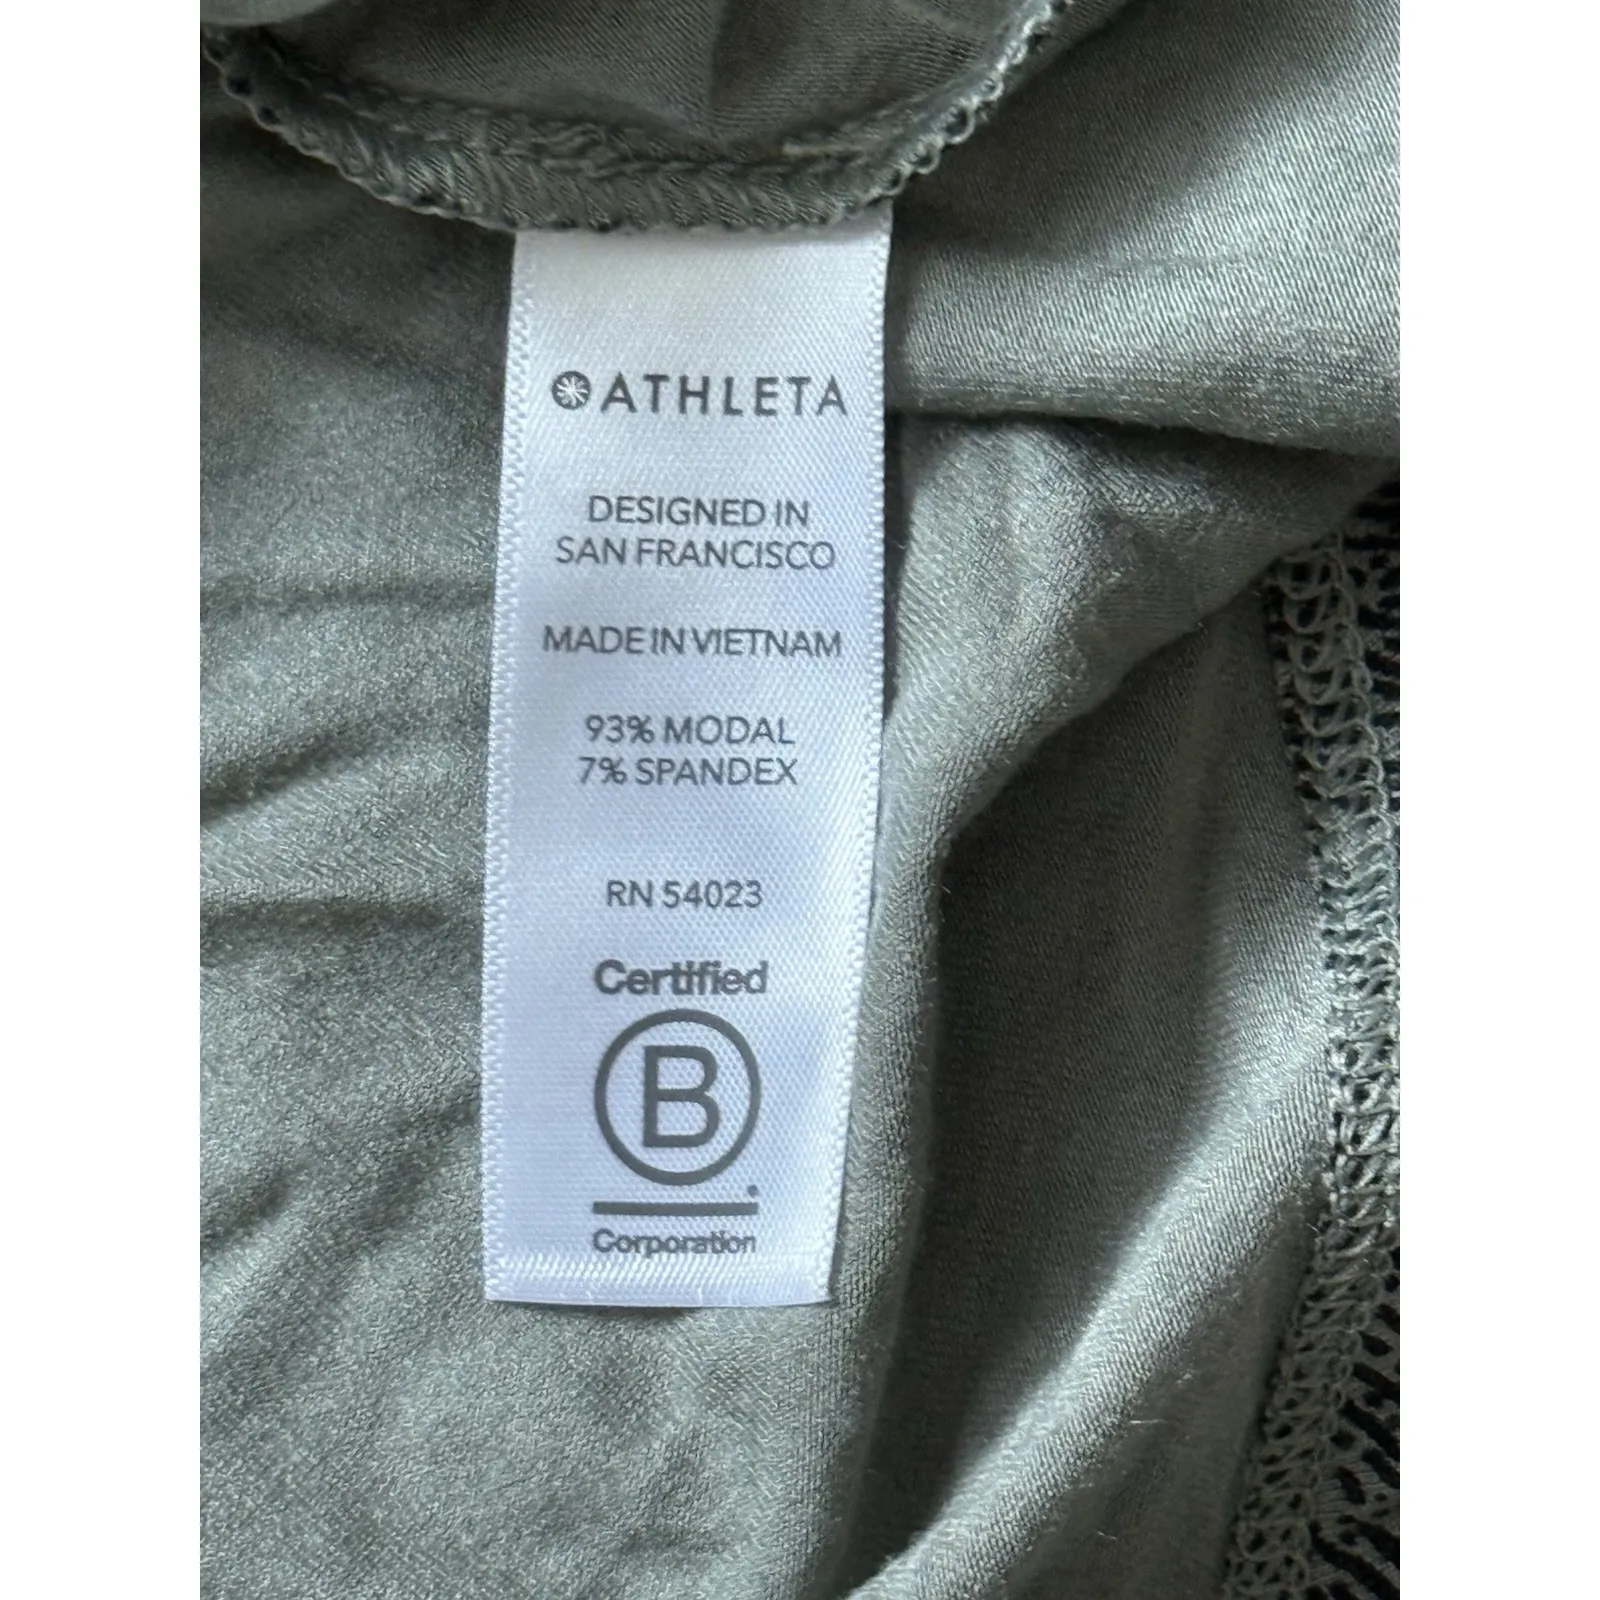 ATHLETA
DESIGNED IN
SAN FRANCISCO
MADE IN VIETNAM
93% MODAL
7% SPANDEX
RN 54023
Certified
B
Corporation